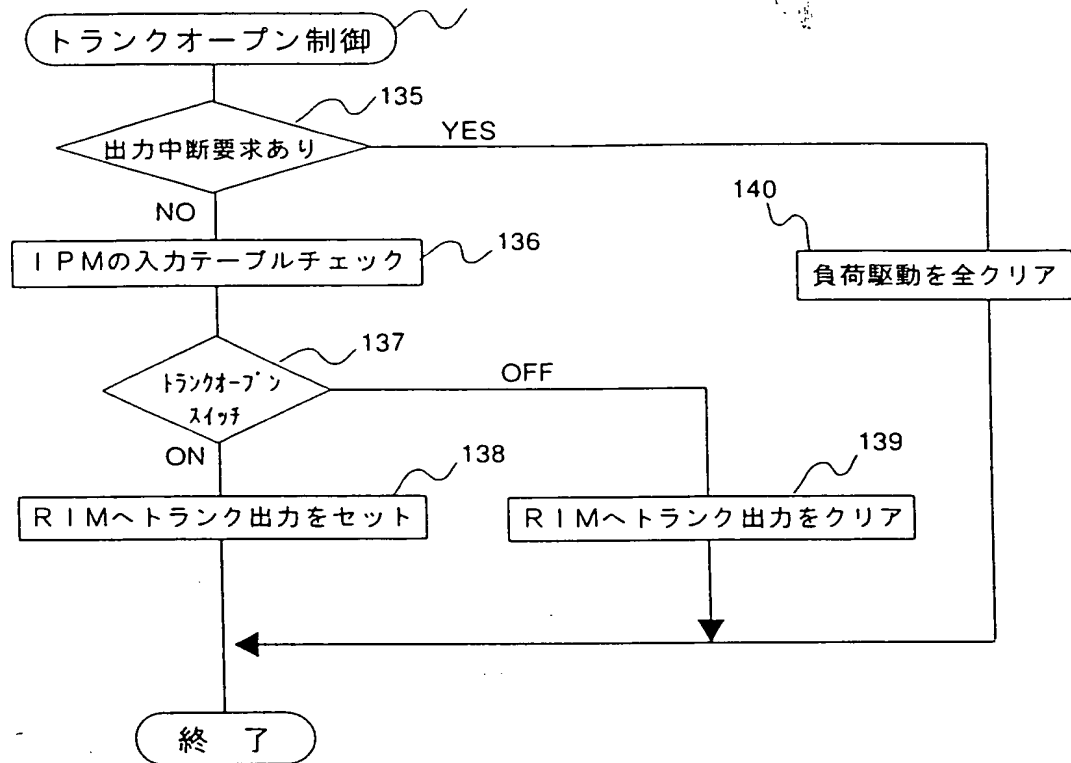 トランクオープン制御
135
出力中断要求あり
YES
NO
140
136
IPMの入力テーブルチェック
負荷駆動を全クリア
137
トランクオープン
スイッチ
OFF
ON
138
139
RIMへトランク出力をセット
RIMへトランク出力をクリア
終了